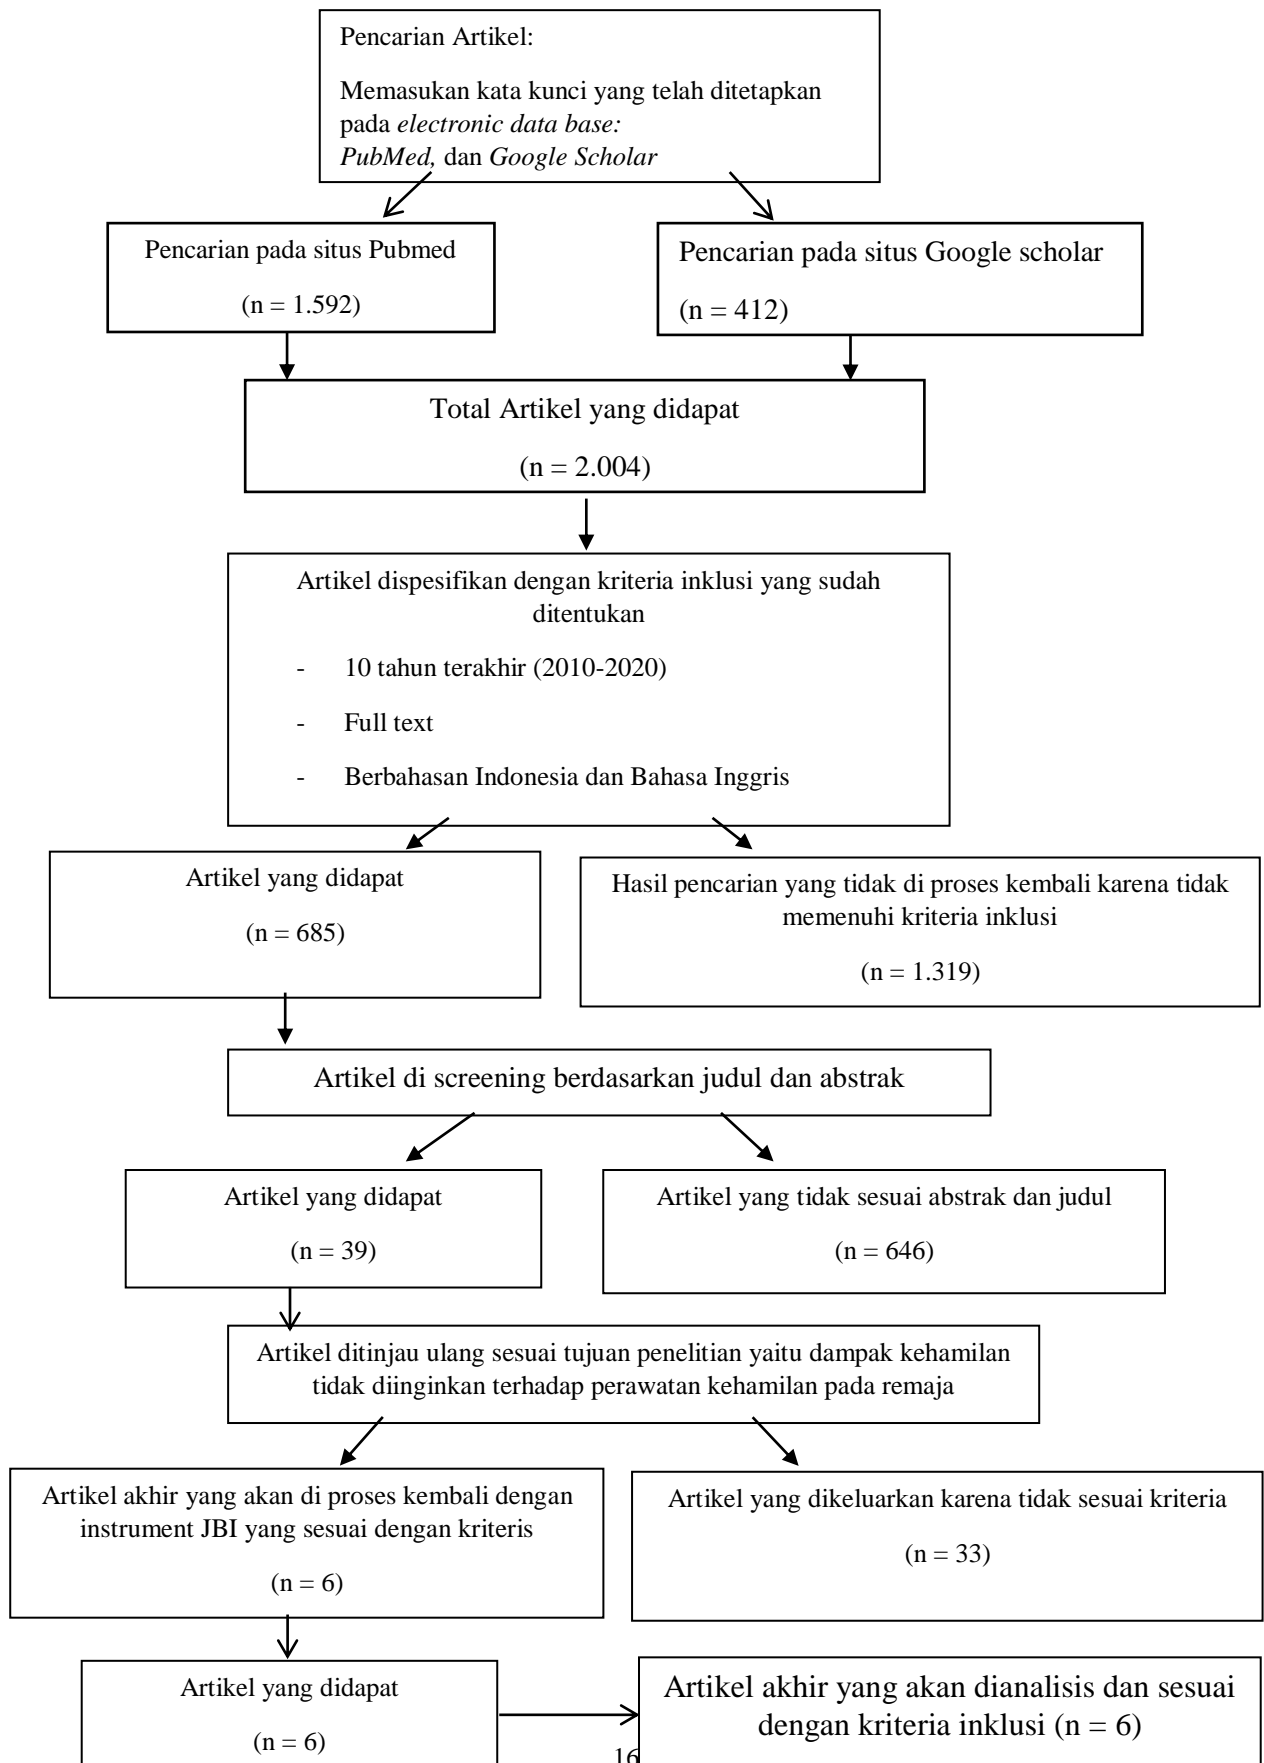 Pencarian Artikel:
Memasukan kata kunci yang telah ditetapkan
pada electronic data base:
PubMed, dan Google Scholar
Pencarian pada situs Pubmed
(n = 1.592)
Pencarian pada situs Google scholar
(n = 412)
Total Artikel yang didapat
(n = 2.004)
Artikel dispesifikan dengan kriteria inklusi yang sudah
ditentukan
- 10 tahun terakhir (2010-2020)
- Full text
- Berbahasan Indonesia dan Bahasa Inggris
Artikel yang didapat
(n = 685)
Hasil pencarian yang tidak di proses kembali karena tidak
memenuhi kriteria inklusi
(n = 1.319)
Artikel di screening berdasarkan judul dan abstrak
Artikel yang didapat
(n = 39)
Artikel yang tidak sesuai abstrak dan judul
(n = 646)
Artikel ditinjau ulang sesuai tujuan penelitian yaitu dampak kehamilan
tidak diinginkan terhadap perawatan kehamilan pada remaja
Artikel akhir yang akan di proses kembali dengan
instrument JBI yang sesuai dengan kriteris
(n = 6)
Artikel yang dikeluarkan karena tidak sesuai kriteria
(n = 33)
Artikel yang didapat
(n = 6)
Artikel akhir yang akan dianalisis dan sesuai
dengan kriteria inklusi (n = 6)
16